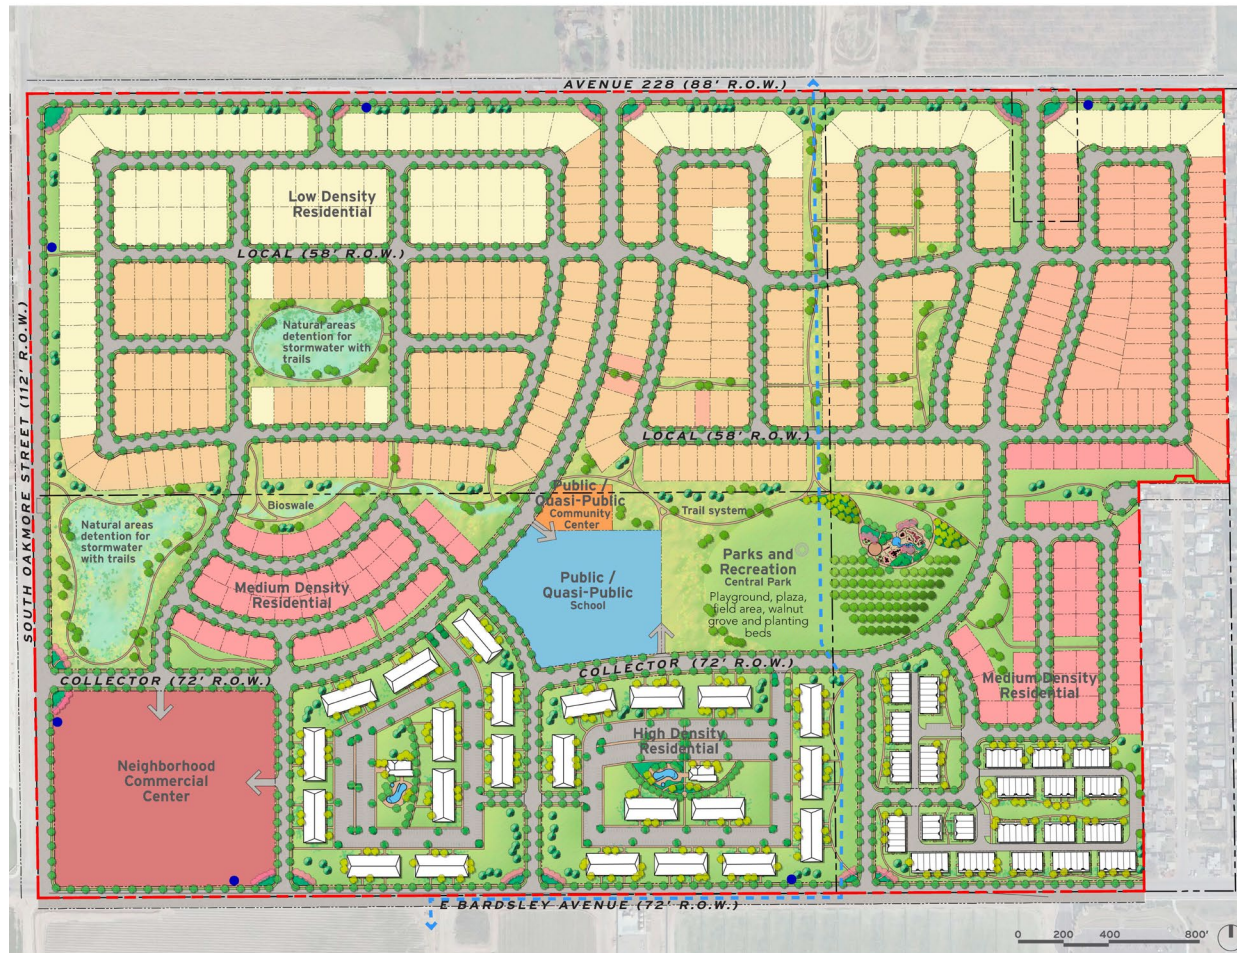 AVENUE 228 (88' R.O.W.)
Low Density
Residential
LOCAL (58' R.O.W.)
SOUTH OAKMORE STREET (112' R.O.W.)
Natural areas
detention for
stormwater with
trails
LOCAL (58' R.O.W.)
Public /
Quasi-Public
Community
Center
Bioswale
Trail system
Natural areas
detention for
stormwater with
trails
Parks and
Recreation
Central Park
Playground, plaza,
field area, walnut
grove and planting
beds
Public /
Quasi-Public
School
Medium Density
Residential
COLLECTOR (72' R.O.W.)
COLLECTOR (72' R.O.W.)
Medium Density
Residential
High Density
Residential
Neighborhood
Commercial
Center
E BARDSLEY AVENUE (72' R.O.W.)
0 200 400 800'